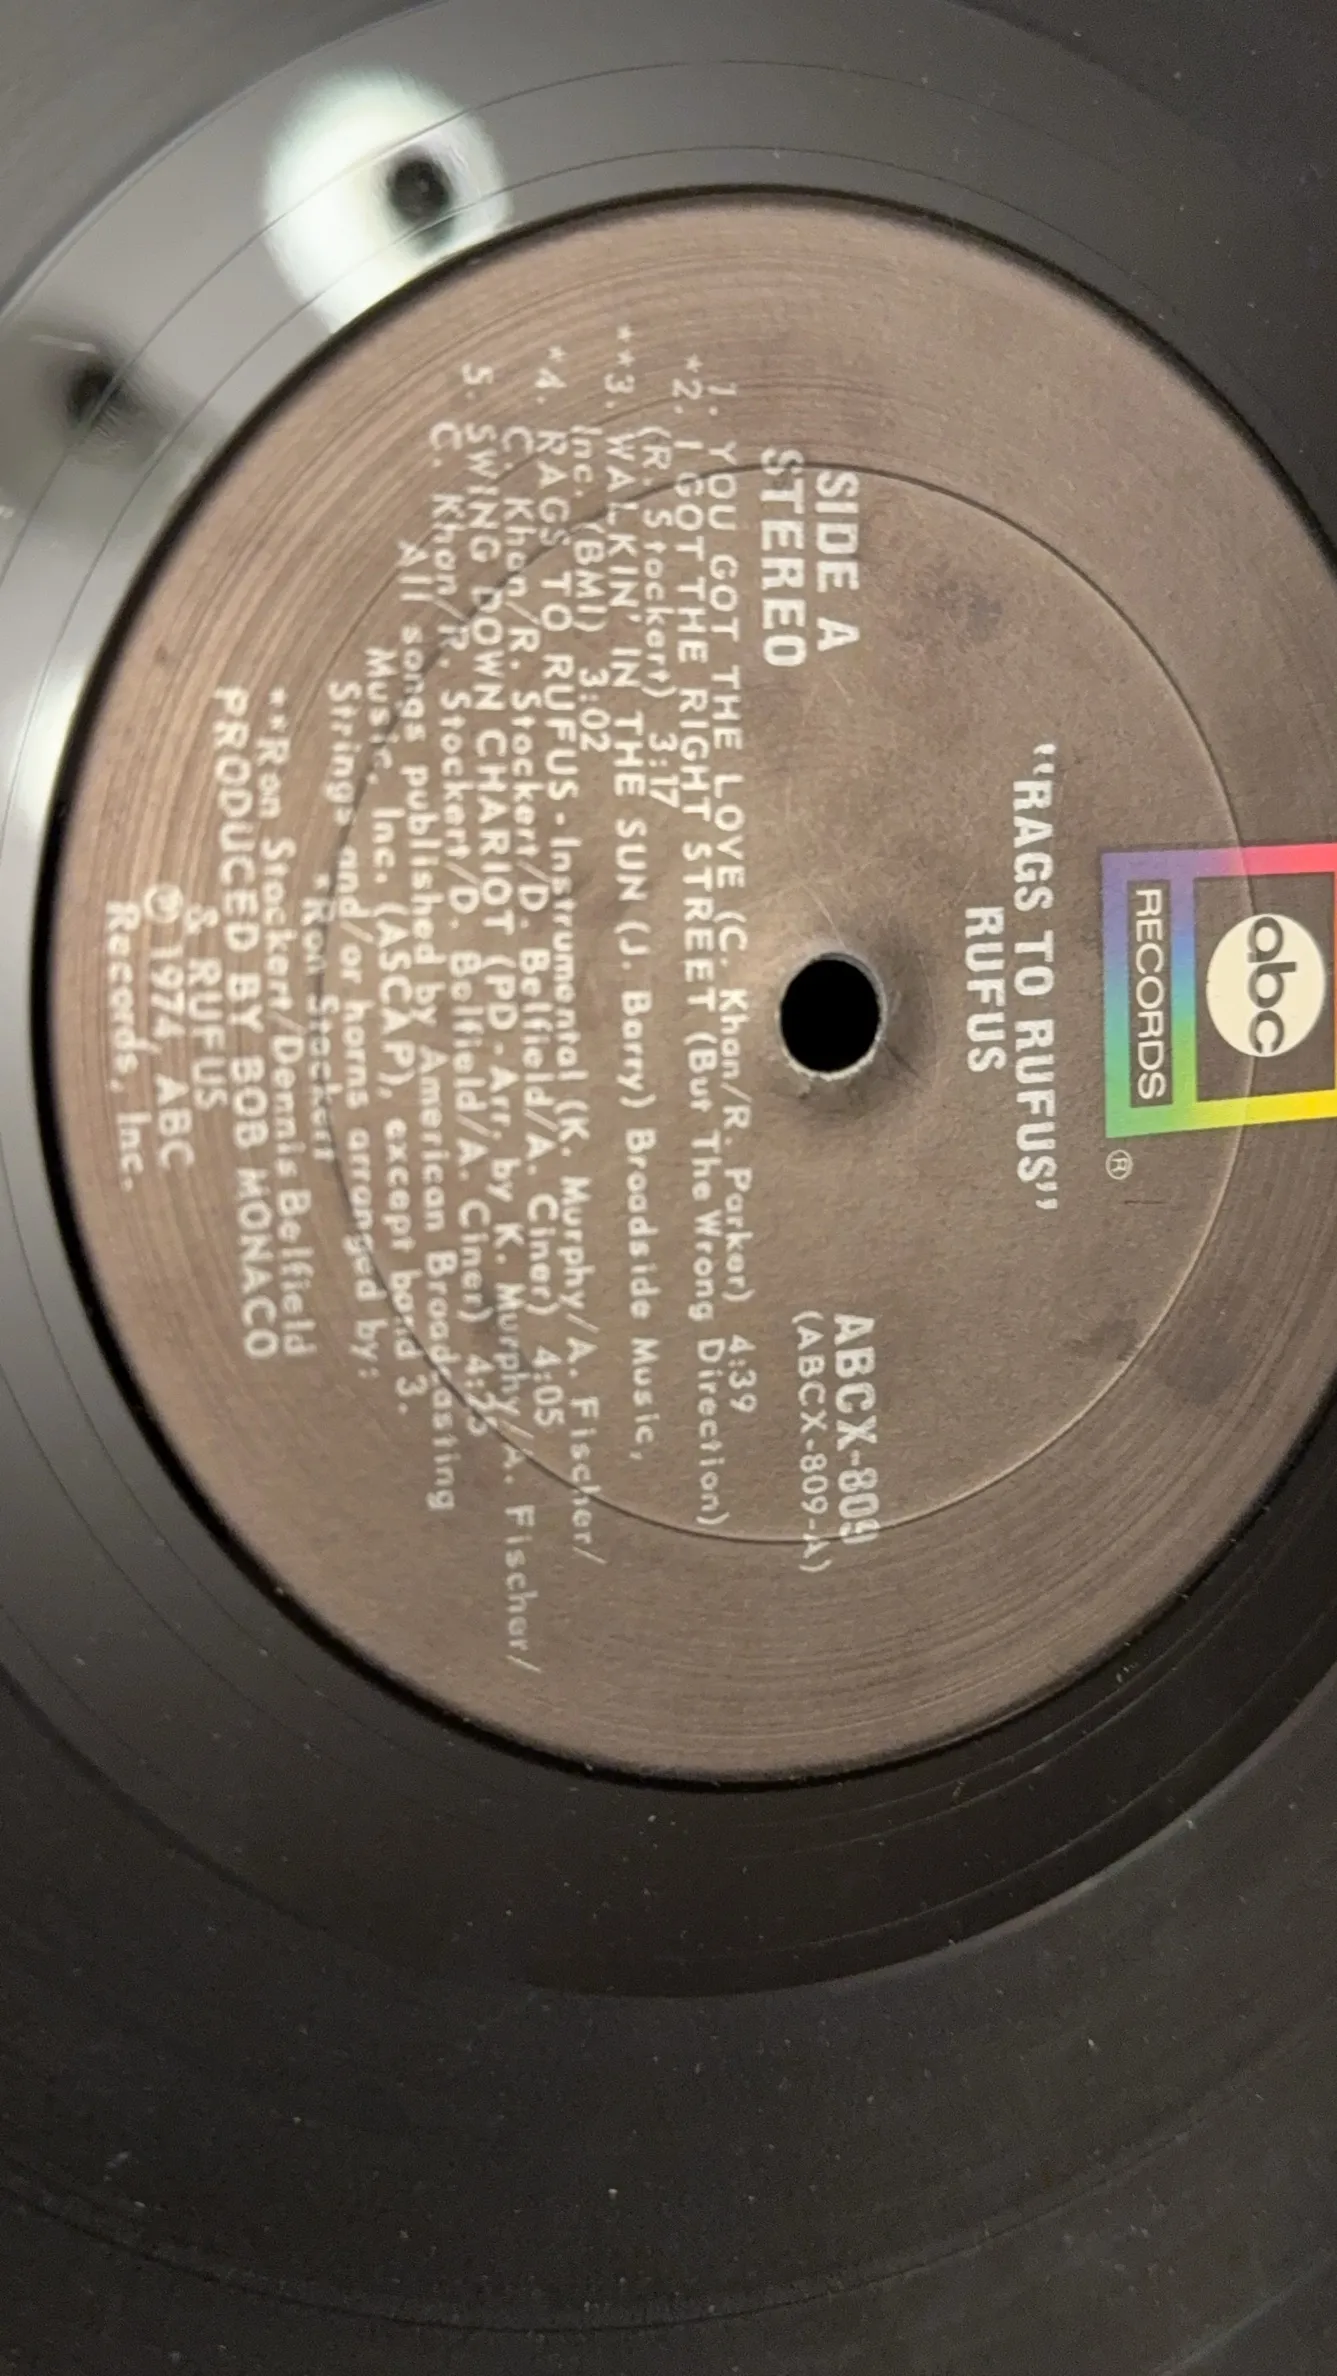 abc
RECORDS
®
"RAGS TO RUFUS"
RUFUS
SIDE A
STEREO
ABCX-809
(ABCX-809-A)
1. YOU GOT THE LOVE (C. Khan/R. Parker) 4:39
*2. I GOT THE RIGHT STREET (But The Wrong Direction)
(R. Stockert) 3:17
**3. WALKIN' IN THE SUN (J. Barry) Broadside Music,
Inc. (BMI) 3:02
*4. RAGS TO RUFUS - Instrumental (K. Murphy/A. Fischer/
C. Khan/R. Stockert/D. Belfield/A. Ciner) 4:05
5. SWING DOWN CHARIOT (PD - Arr. by K. Murphy/A. Fischer/
C. Khan/R. Stockert/D. Belfield/A. Ciner) 4:35
All songs published by American Broadcasting
Music, Inc. (ASCAP), except band 3.
Strings and/or horns arranged by:
*Ron Stockert
**Ron Stockert/Dennis Belfield
PRODUCED BY BOB MONACO
& RUFUS
℗ 1974, ABC
Records, Inc.